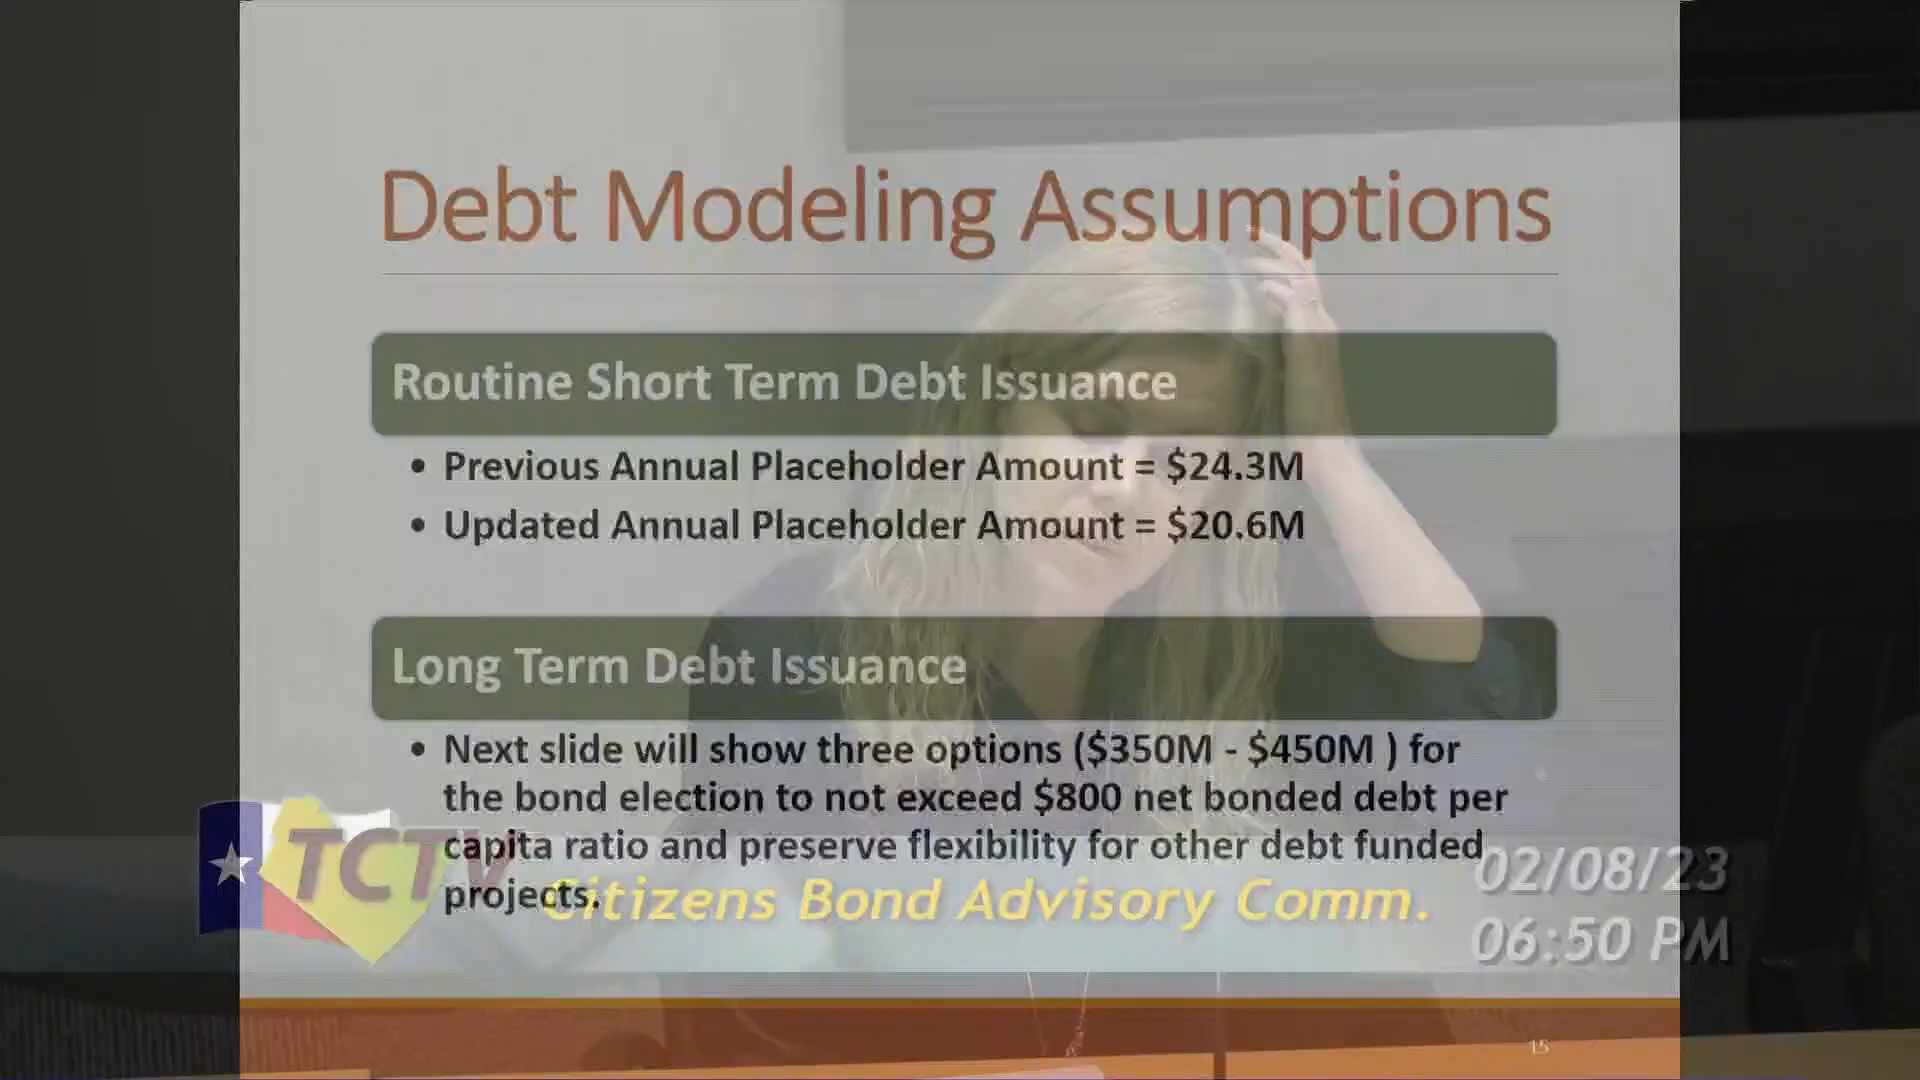 Debt Modeling Assumptions
Routine Short Term Debt Issuance
• Previous Annual Placeholder Amount = $24.3M
• Updated Annual Placeholder Amount = $20.6M
Long Term Debt Issuance
• Next slide will show three options ($350M - $450M ) for
the bond election to not exceed $800 net bonded debt per
capita ratio and preserve flexibility for other debt funded
projects.
TCTV
Citizens Bond Advisory Comm.
02/08/23
06:50 PM
15